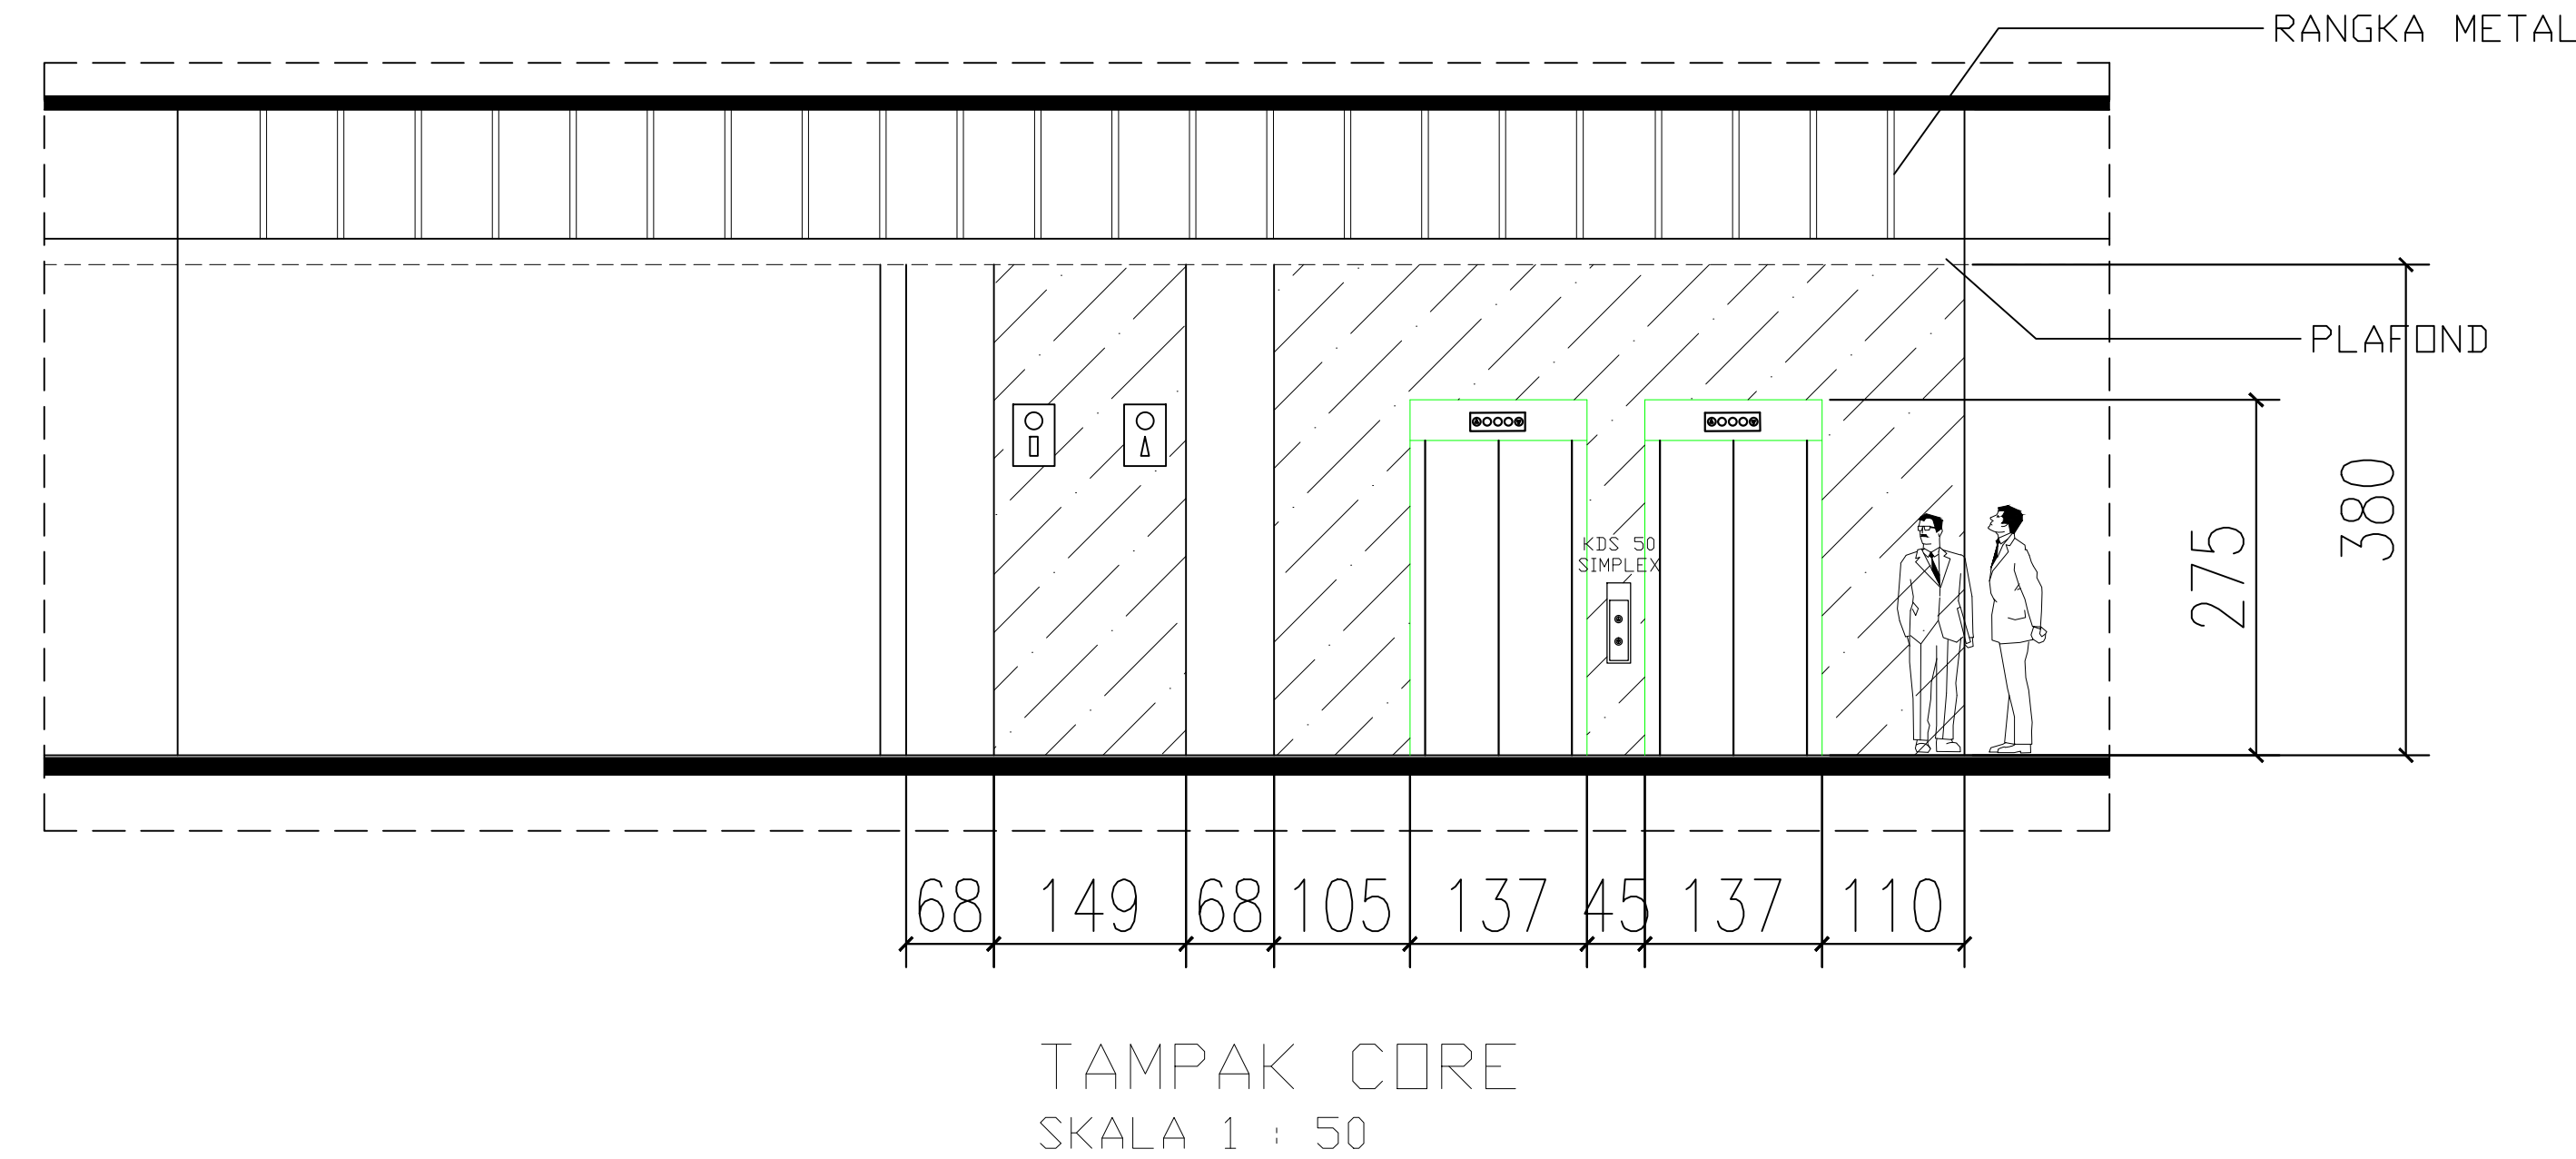 RANGKA METAL
PLAFOND
380
275
KDS 50
SIMPLEX
68 149 68 105 137 45 137 110
TAMPAK CORE
SKALA 1 : 50